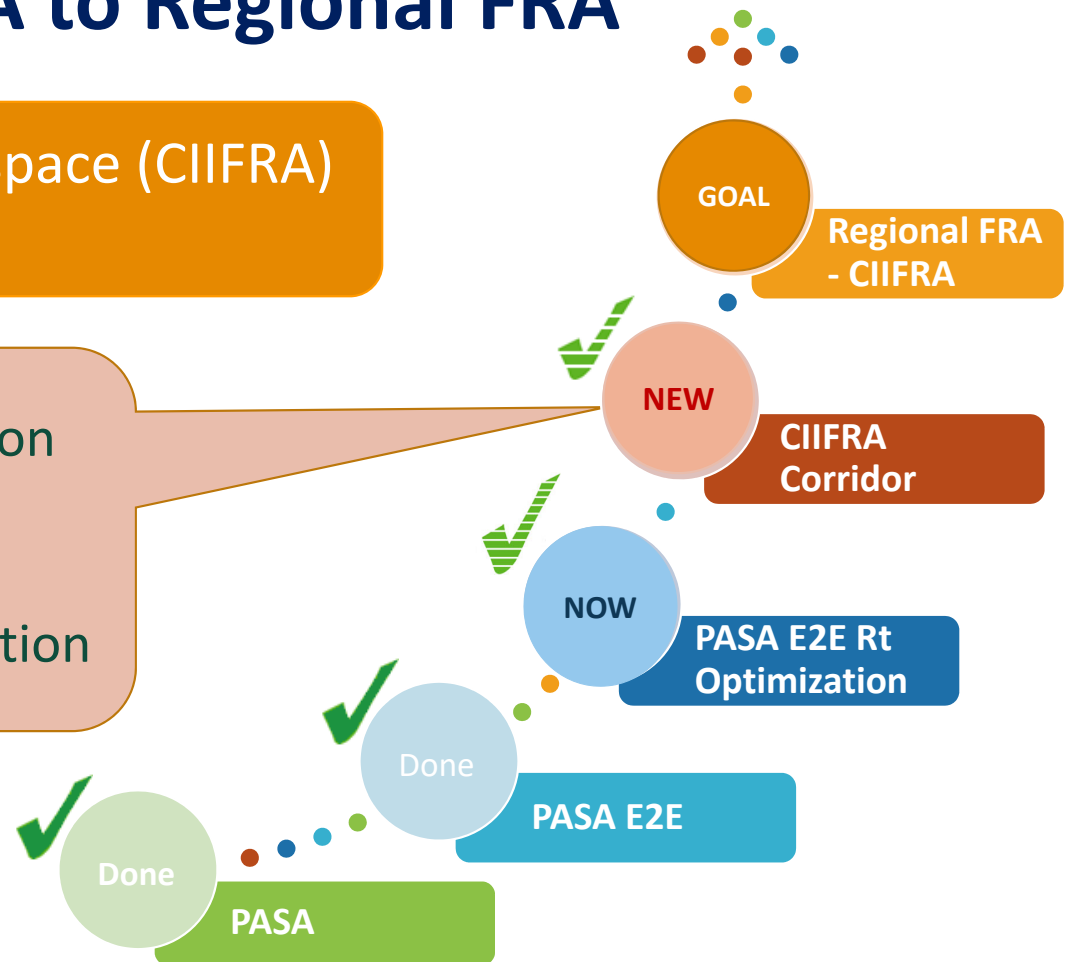 A to Regional FRA
space (CIIFRA)
GOAL
Regional FRA
- CIIFRA
on
tion
NEW
CIIFRA
Corridor
NOW
PASA E2E Rt
Optimization
Done
PASA E2E
Done
PASA